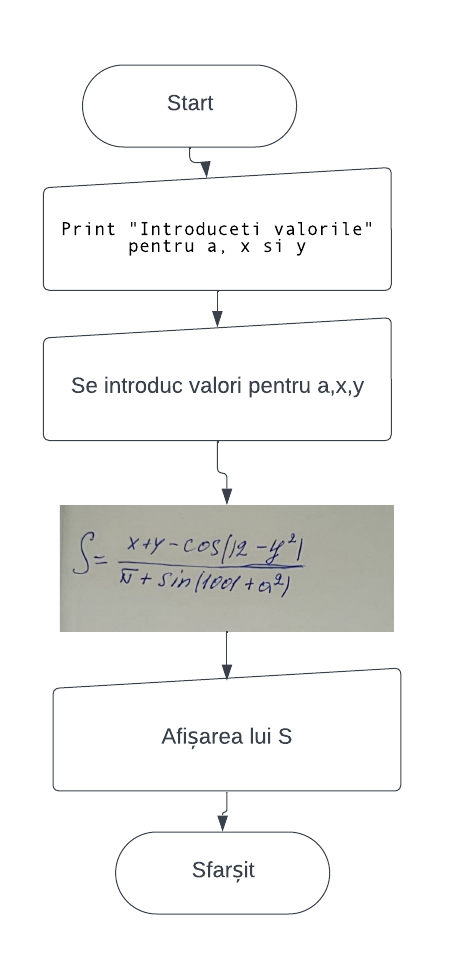 Start
Print "Introduceti valorile"
pentru a, x si y
Se introduc valori pentru a,x,y
S = x+y-cos(12-y²)
π + sin(1001+a²)
Afișarea lui S
Sfarșit